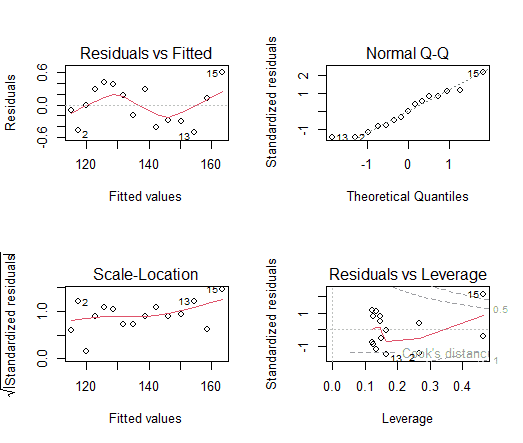 Residuals vs Fitted
Residuals
-0.6
0.0
0.6
15
2
13
120
140
160
Fitted values
Normal Q-Q
Standardized residuals
-1
1
2
15
13
2
-1
0
1
Theoretical Quantiles
Scale-Location
√|Standardized residuals|
0.0
1.0
2
13
15
120
140
160
Fitted values
Residuals vs Leverage
Standardized residuals
-1
1
15
0.5
Cook's distance
13
2
1
0.0
0.1
0.2
0.3
0.4
Leverage